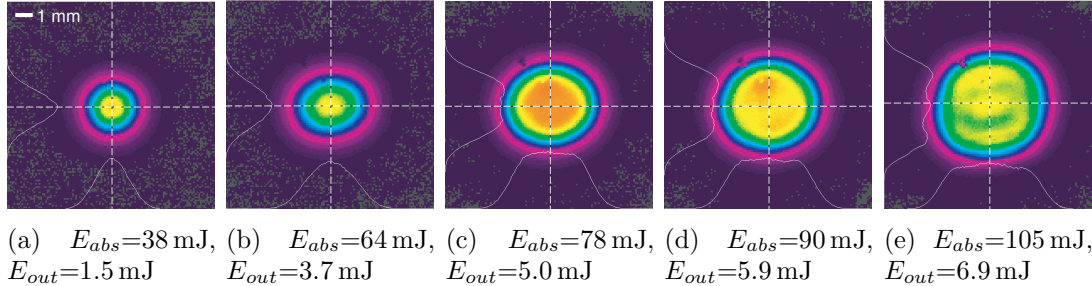 1 mm
(a) E_abs=38 mJ, E_out=1.5 mJ
(b) E_abs=64 mJ, E_out=3.7 mJ
(c) E_abs=78 mJ, E_out=5.0 mJ
(d) E_abs=90 mJ, E_out=5.9 mJ
(e) E_abs=105 mJ, E_out=6.9 mJ